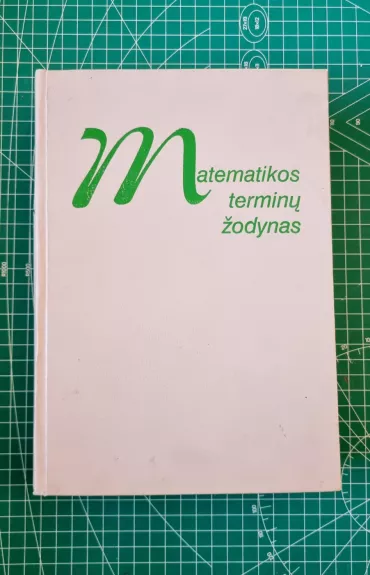 Matematikos
terminų
žodynas